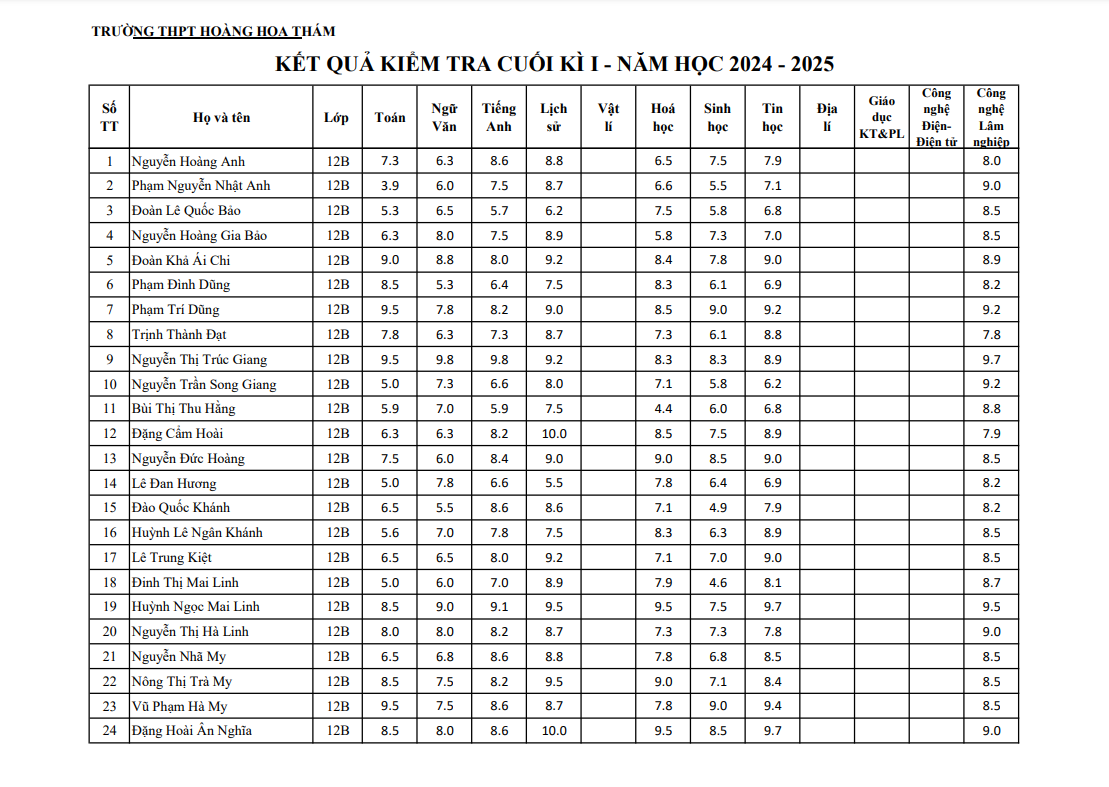 TRƯỜNG THPT HOÀNG HOA THÁM
KẾT QUẢ KIỂM TRA CUỐI KÌ I - NĂM HỌC 2024 - 2025
Số TT Họ và tên Lớp Toán Ngữ Văn Tiếng Anh Lịch sử Vật lí Hoá học Sinh học Tin học Địa lí Giáo dục KT&PL Công nghệ Điện-Điện tử Công nghệ Lâm nghiệp
1 Nguyễn Hoàng Anh 12B 7.3 6.3 8.6 8.8 6.5 7.5 7.9 8.0
2 Phạm Nguyễn Nhật Anh 12B 3.9 6.0 7.5 8.7 6.6 5.5 7.1 9.0
3 Đoàn Lê Quốc Bảo 12B 5.3 6.5 5.7 6.2 7.5 5.8 6.8 8.5
4 Nguyễn Hoàng Gia Bảo 12B 6.3 8.0 7.5 8.9 5.8 7.3 7.0 8.5
5 Đoàn Khả Ái Chi 12B 9.0 8.8 8.0 9.2 8.4 7.8 9.0 8.9
6 Phạm Đình Dũng 12B 8.5 5.3 6.4 7.5 8.3 6.1 6.9 8.2
7 Phạm Trí Dũng 12B 9.5 7.8 8.2 9.0 8.5 9.0 9.2 9.2
8 Trịnh Thành Đạt 12B 7.8 6.3 7.3 8.7 7.3 6.1 8.8 7.8
9 Nguyễn Thị Trúc Giang 12B 9.5 9.8 9.8 9.2 8.3 8.3 8.9 9.7
10 Nguyễn Trần Song Giang 12B 5.0 7.3 6.6 8.0 7.1 5.8 6.2 9.2
11 Bùi Thị Thu Hằng 12B 5.9 7.0 5.9 7.5 4.4 6.0 6.8 8.8
12 Đặng Cẩm Hoài 12B 6.3 6.3 8.2 10.0 8.5 7.5 8.9 7.9
13 Nguyễn Đức Hoàng 12B 7.5 6.0 8.4 9.0 9.0 8.5 9.0 8.5
14 Lê Đan Hương 12B 5.0 7.8 6.6 5.5 7.8 6.4 6.9 8.2
15 Đào Quốc Khánh 12B 6.5 5.5 8.6 8.6 7.1 4.9 7.9 8.2
16 Huỳnh Lê Ngân Khánh 12B 5.6 7.0 7.8 7.5 8.3 6.3 8.9 8.5
17 Lê Trung Kiệt 12B 6.5 6.5 8.0 9.2 7.1 7.0 9.0 8.5
18 Đinh Thị Mai Linh 12B 5.0 6.0 7.0 8.9 7.9 4.6 8.1 8.7
19 Huỳnh Ngọc Mai Linh 12B 8.5 9.0 9.1 9.5 9.5 7.5 9.7 9.5
20 Nguyễn Thị Hà Linh 12B 8.0 8.0 8.2 8.7 7.3 7.3 7.8 9.0
21 Nguyễn Nhã My 12B 6.5 6.8 8.6 8.8 7.8 6.8 8.5 8.5
22 Nông Thị Trà My 12B 8.5 7.5 8.2 9.5 9.0 7.1 8.4 8.5
23 Vũ Phạm Hà My 12B 9.5 7.5 8.6 8.7 7.8 9.0 9.4 8.5
24 Đặng Hoài Ân Nghĩa 12B 8.5 8.0 8.6 10.0 9.5 8.5 9.7 9.0